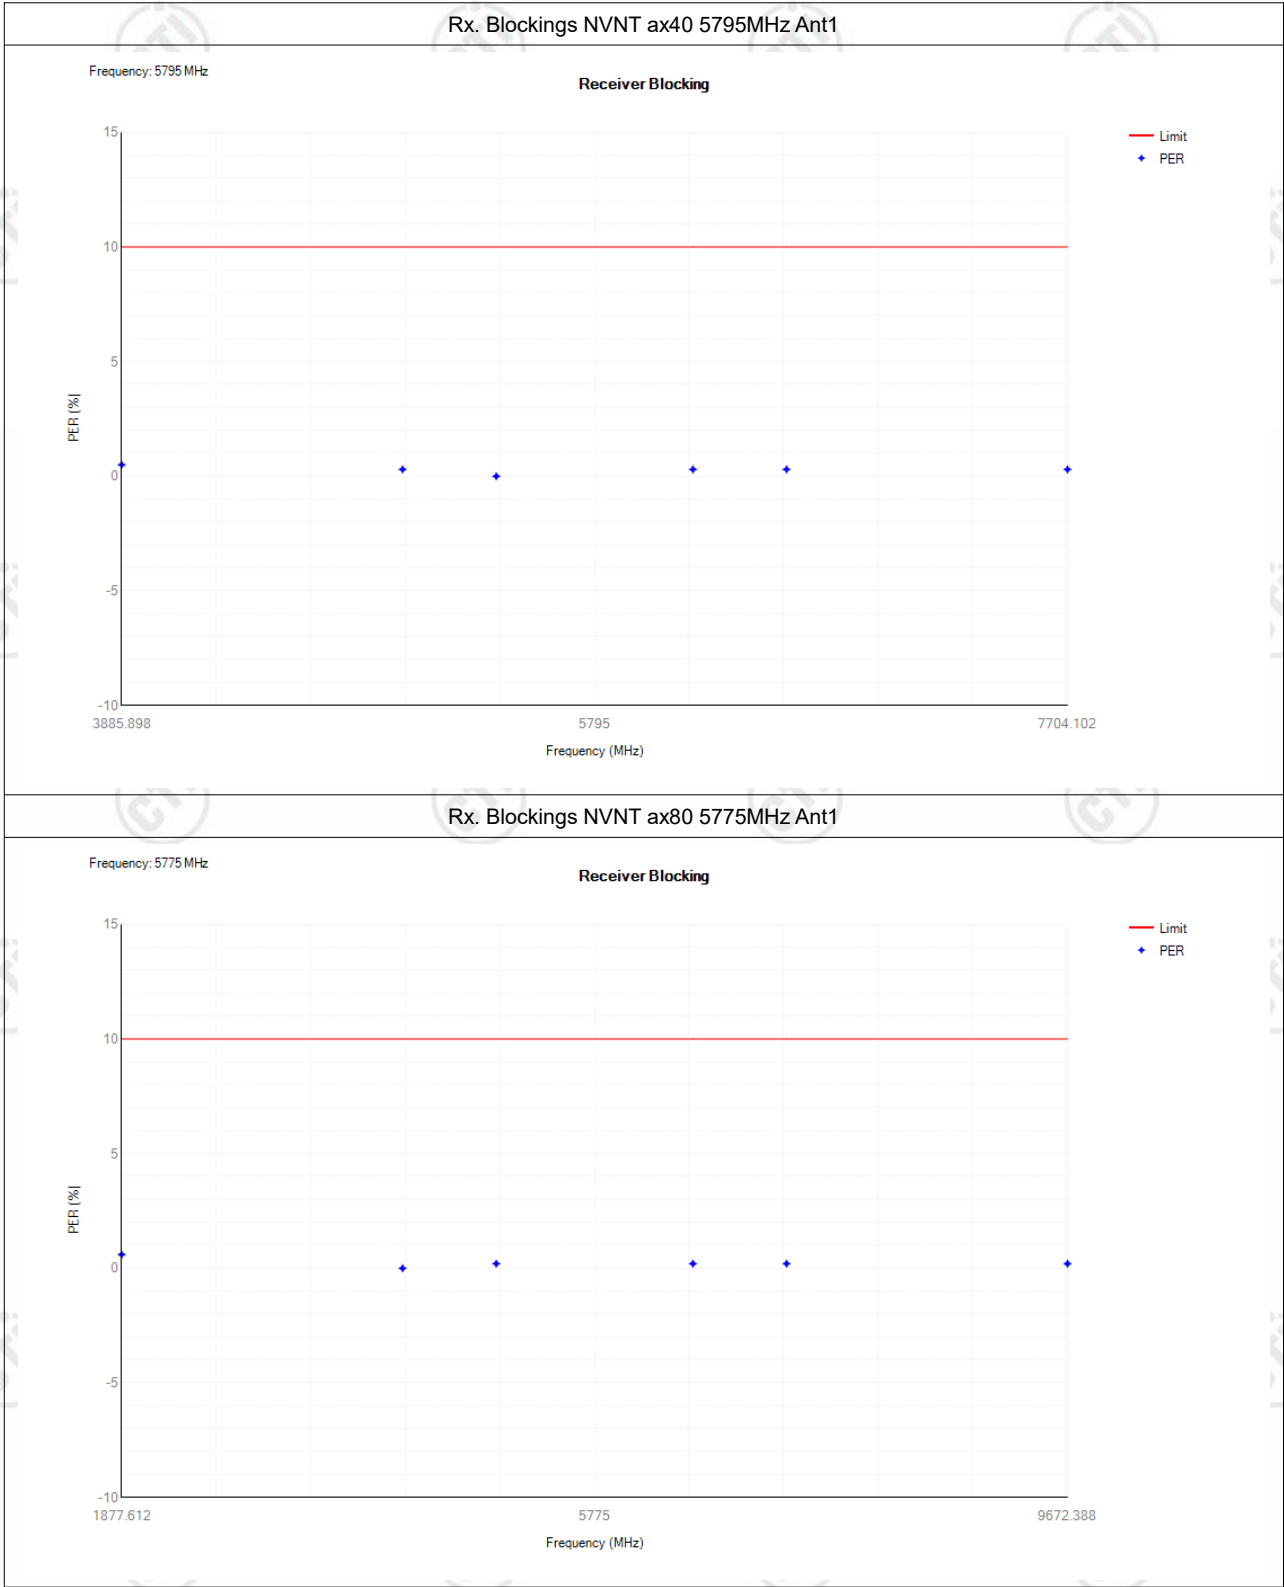 Rx. Blockings NVNT ax40 5795MHz Ant1
Frequency: 5795 MHz
Receiver Blocking
15
10
5
0
-5
-10
PER (%)
3885.898
5795
7704.102
Frequency (MHz)
Limit
PER
Rx. Blockings NVNT ax80 5775MHz Ant1
Frequency: 5775 MHz
Receiver Blocking
15
10
5
0
-5
-10
PER (%)
1877.612
5775
9672.388
Frequency (MHz)
Limit
PER